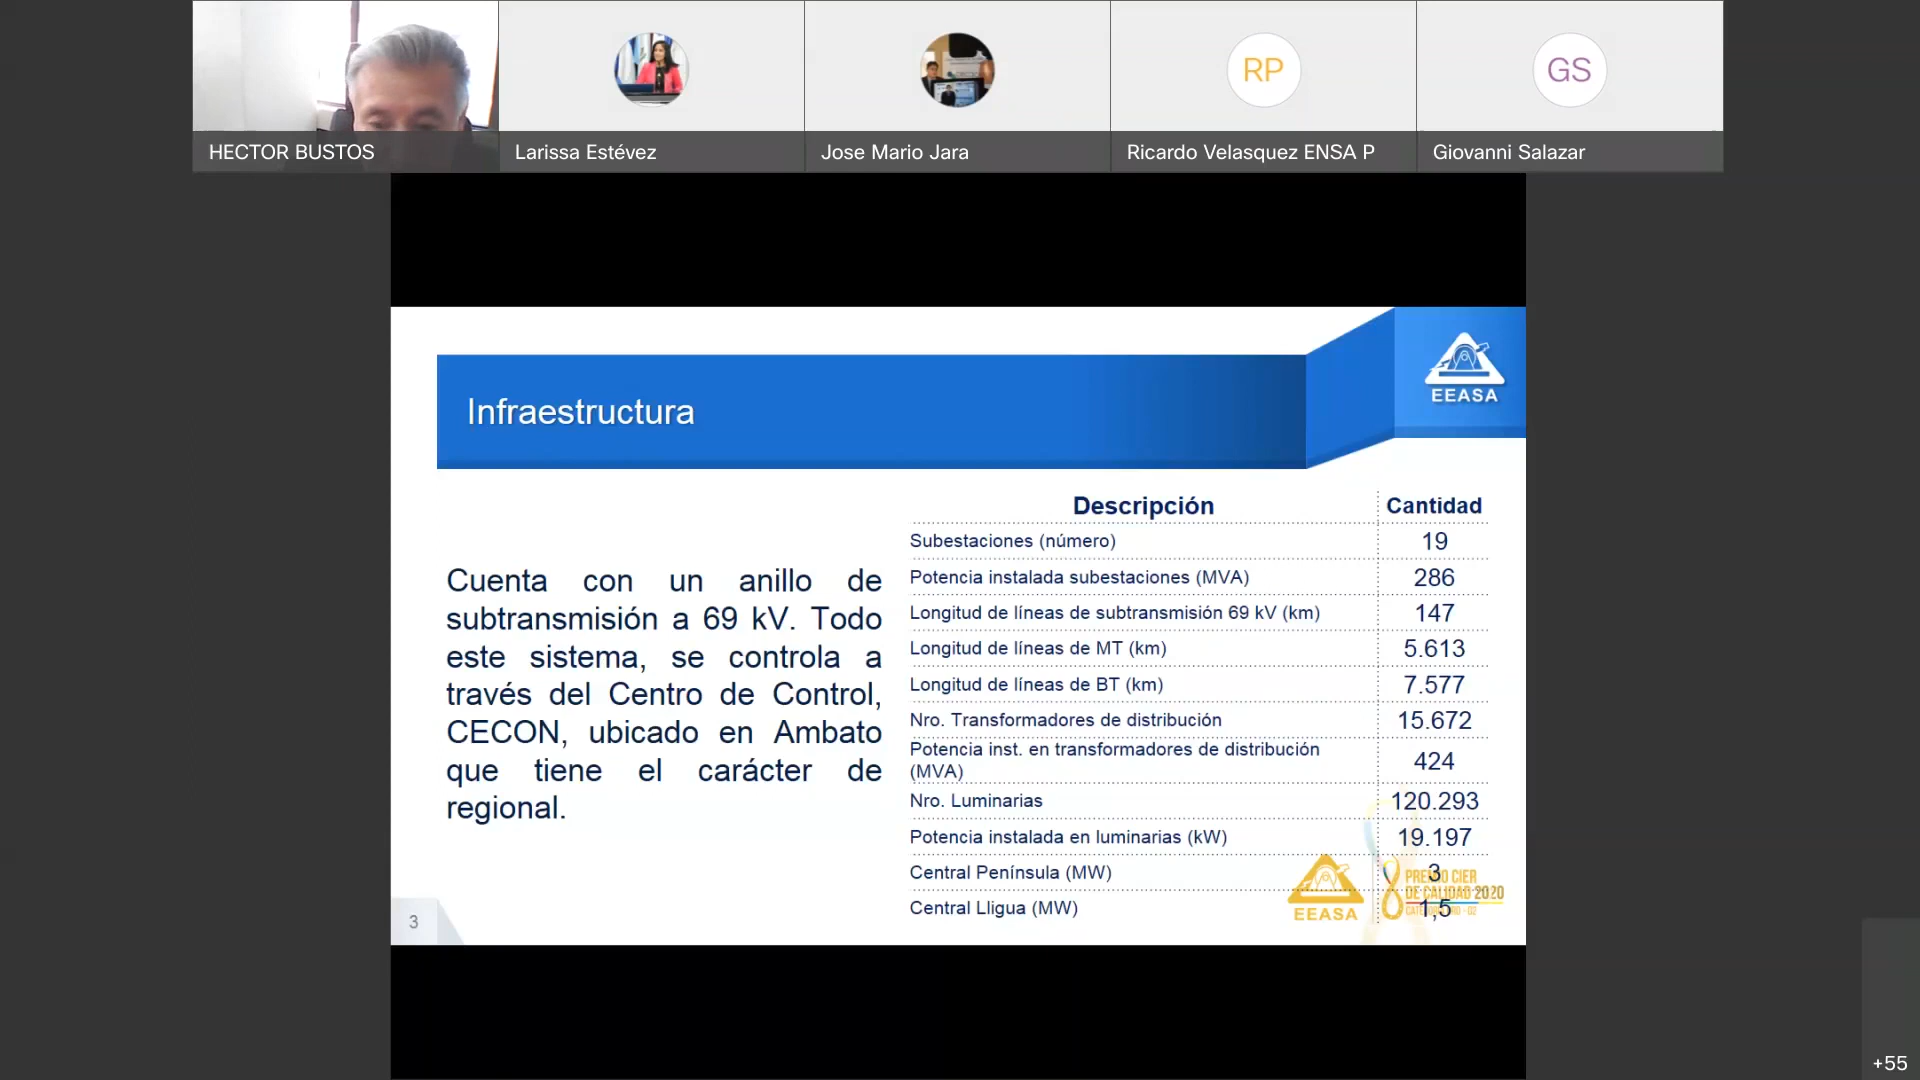 RP
GS
HECTOR BUSTOS
Larissa Estévez
Jose Mario Jara
Ricardo Velasquez ENSA P
Giovanni Salazar
EEASA
Infraestructura
Cuenta con un anillo de
subtransmisión a 69 kV. Todo
este sistema, se controla a
través del Centro de Control,
CECON, ubicado en Ambato
que tiene el carácter de
regional.
Descripción Cantidad
Subestaciones (número) 19
Potencia instalada subestaciones (MVA) 286
Longitud de líneas de subtransmisión 69 kV (km) 147
Longitud de líneas de MT (km) 5.613
Longitud de líneas de BT (km) 7.577
Nro. Transformadores de distribución 15.672
Potencia inst. en transformadores de distribución
(MVA) 424
Nro. Luminarias 120.293
Potencia instalada en luminarias (kW) 19.197
Central Península (MW) 3
Central Lligua (MW) 1,5
EEASA
PREMIO CIER
DE CALIDAD 2020
3
+55